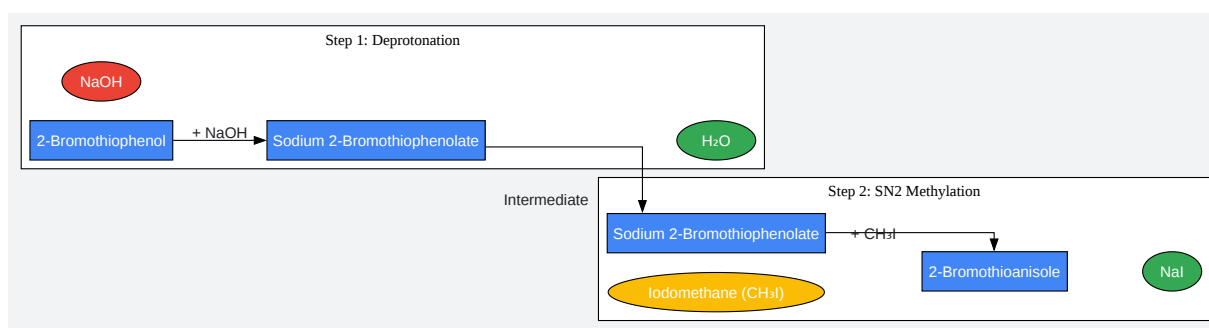 Step 1: Deprotonation
NaOH
2-Bromothiophenol
+ NaOH
Sodium 2-Bromothiophenolate
H₂O
Intermediate
Step 2: SN2 Methylation
Sodium 2-Bromothiophenolate
+ CH₃I
2-Bromothioanisole
NaI
Iodomethane (CH₃I)